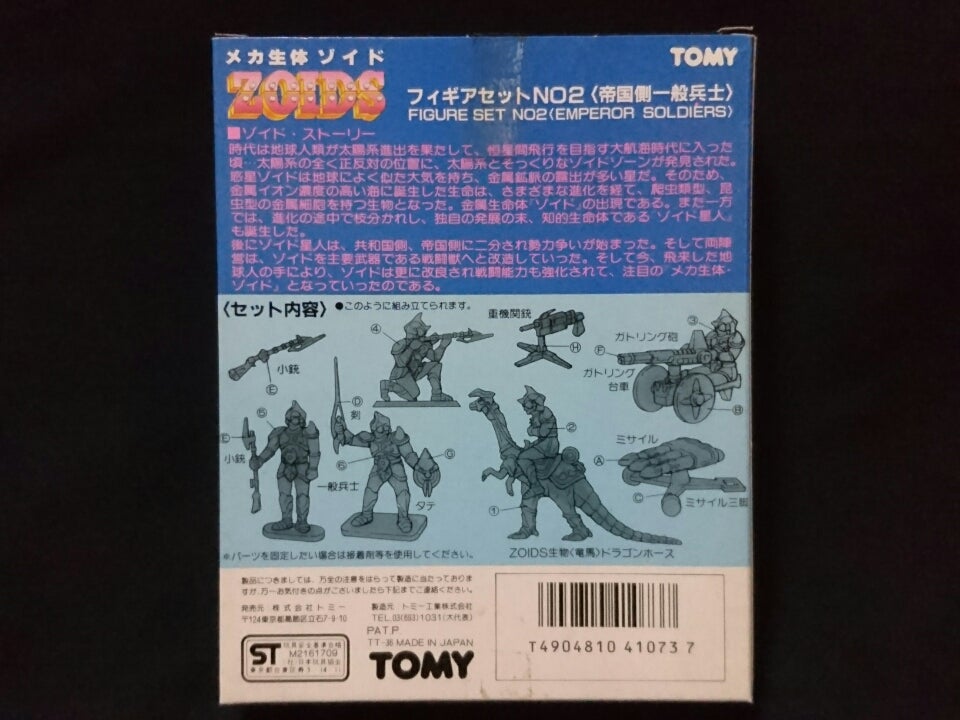 メカ生体 ゾイド
ZOIDS
TOMY
フィギアセットNO2〈帝国側一般兵士〉
FIGURE SET NO2〈EMPEROR SOLDIERS〉
■ゾイド・ストーリー
時代は地球人類が太陽系進出を果たして、恒星間飛行を目指す大航海時代に入った
頃…太陽系の全く正反対の位置に、太陽系とそっくりなゾイドゾーンが発見された。
惑星ゾイドは地球によく似た大気を持ち、金属鉱脈の露出が多い星だ。そのため、
金属イオン濃度の高い海に誕生した生命は、さまざまな進化を経て、爬虫類型、昆
虫型の金属細胞を持つ生物となった。金属生命体「ゾイド」の出現である。また一方
では、進化の途中で枝分かれし、独自の発展の末、知的生命体である"ゾイド星人"
も誕生した。
後にゾイド星人は、共和国側、帝国側に二分され勢力争いが始まった。そして両陣
営は、ゾイドを主要武器である戦闘獣へと改造していった。そして今、飛来した地
球人の手により、ゾイドは更に改良され戦闘能力も強化されて、注目の"メカ生体・
ゾイド"となっていったのである。
〈セット内容〉
●このように組み立てられます。
小銃
E
4
重機関銃
H
ガトリング砲
3
F
ガトリング
台車
B
5
E
小銃
一般兵士
D
剣
6
G
タテ
2
1
ZOIDS生物〈竜馬〉ドラゴンホース
ミサイル
A
C
ミサイル三脚
*パーツを固定したい場合は接着剤等を使用してください。
製品につきましては、万全の注意をはらって製造に当たっておりま
すが、万一お気付きの点がございましたら下記までご連絡ください。
発売元 株式会社トミー
〒124東京都葛飾区立石7-9-10
製造元 トミー工業株式会社
TEL.03(693)1031(大代表)
PAT.P.
TT-36 MADE IN JAPAN
TOMY
ST
玩具安全基準合格
M2161709
(社)日本玩具協会
T4904810 41073 7